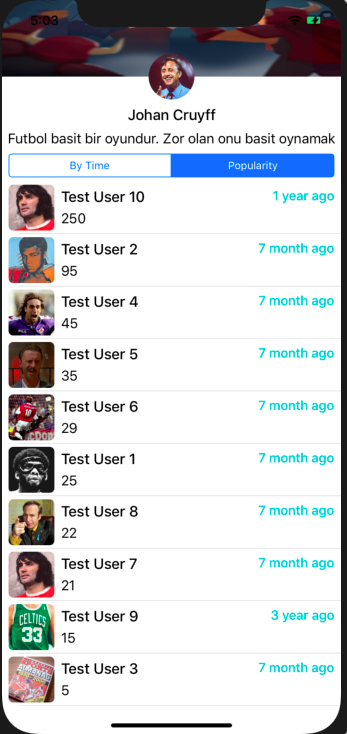 5:03
Johan Cruyff
Futbol basit bir oyundur. Zor olan onu basit oynamak
By Time
Popularity
Test User 10
1 year ago
250
Test User 2
7 month ago
95
Test User 4
7 month ago
45
Test User 5
7 month ago
35
Test User 6
7 month ago
29
Test User 1
7 month ago
25
Test User 8
7 month ago
22
Test User 7
7 month ago
21
Test User 9
3 year ago
15
CELTICS
33
Test User 3
7 month ago
5